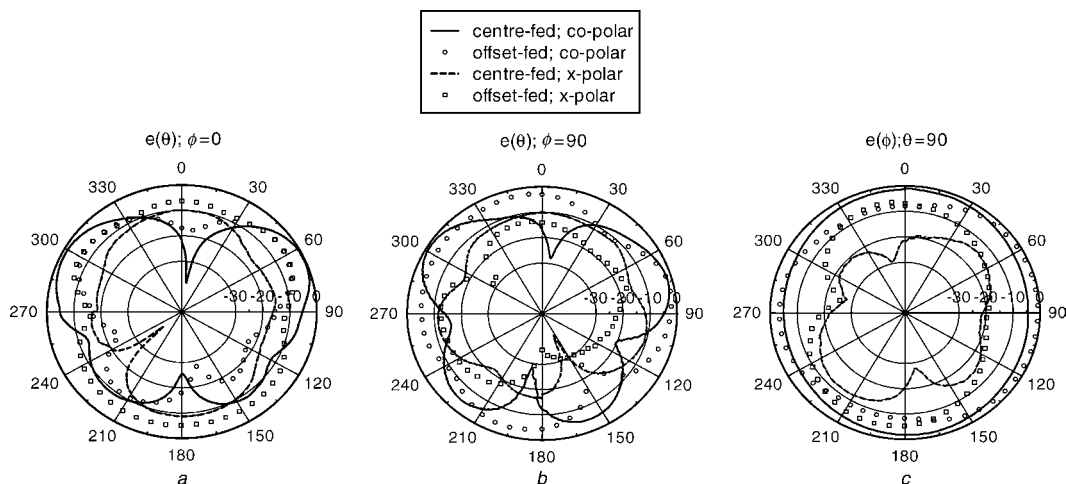 centre-fed; co-polar
offset-fed; co-polar
centre-fed; x-polar
offset-fed; x-polar
e(θ); ϕ=0
0
30
60
90
120
150
180
210
240
270
300
330
-30 -20 -10 0
a
e(θ); ϕ=90
0
30
60
90
120
150
180
210
240
270
300
330
-30 -20 -10 0
b
e(ϕ);θ=90
0
30
60
90
120
150
180
210
240
270
300
330
-30 -20 -10 0
c